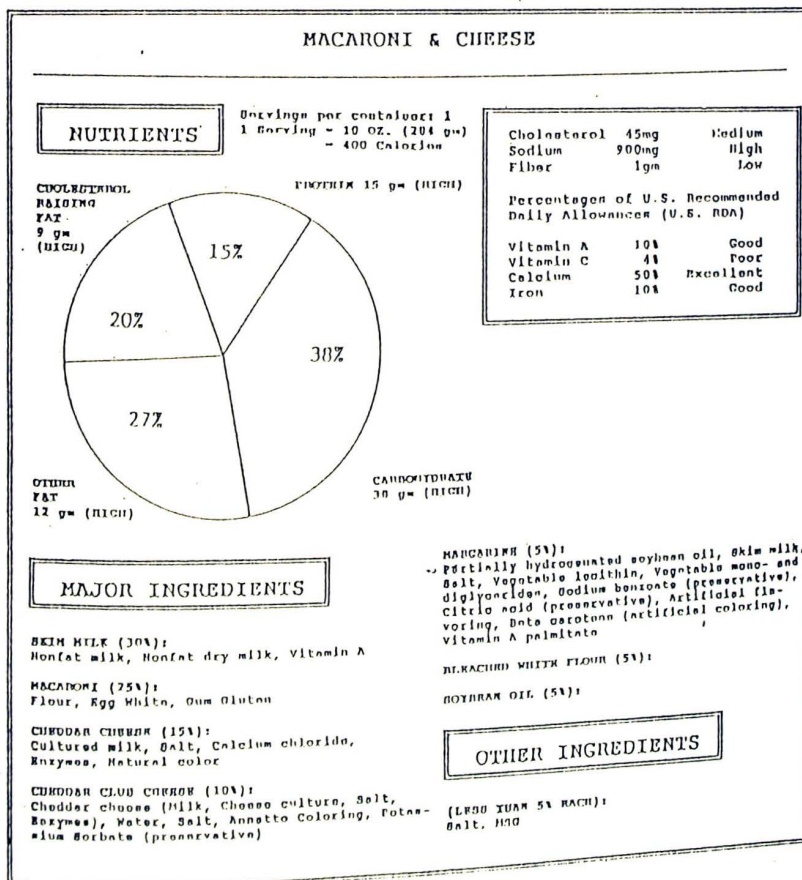 MACARONI & CHEESE
NUTRIENTS
Servings per container: 1
1 Serving = 10 OZ. (284 gm)
= 400 Calories
Cholesterol 45mg Medium
Sodium 900mg High
Fiber 1gm Low
Percentages of U.S. Recommended
Daily Allowances (U.S. RDA)
Vitamin A 10% Good
Vitamin C 4% Poor
Calcium 50% Excellent
Iron 10% Good
CHOLESTEROL
RAISING
FAT
9 gm
(HIGH)
PROTEIN 15 gm (HIGH)
15%
20%
38%
27%
OTHER
FAT
12 gm (HIGH)
CARBOHYDRATE
38 gm (HIGH)
MAJOR INGREDIENTS
SKIM MILK (30%):
Nonfat milk, Nonfat dry milk, Vitamin A
MACARONI (25%):
Flour, Egg White, Gum Gluten
CHEDDAR CHEESE (15%):
Cultured milk, Salt, Calcium chloride,
Enzymes, Natural color
CHEDDAR CLUB CHEESE (10%):
Cheddar cheese (Milk, Cheese culture, Salt,
Enzymes), Water, Salt, Annatto Coloring, Potas-
sium Sorbate (preservative)
MARGARINE (5%):
Partially hydrogenated soybean oil, Skim milk,
Salt, Vegetable lecithin, Vegetable mono- and
diglycerides, Sodium benzoate (preservative),
Citric acid (preservative), Artificial fla-
voring, Beta carotene (artificial coloring),
Vitamin A palmitate
BLEACHED WHITE FLOUR (5%):
SOYBEAN OIL (5%):
OTHER INGREDIENTS
(LESS THAN 5% EACH):
Salt, MSG